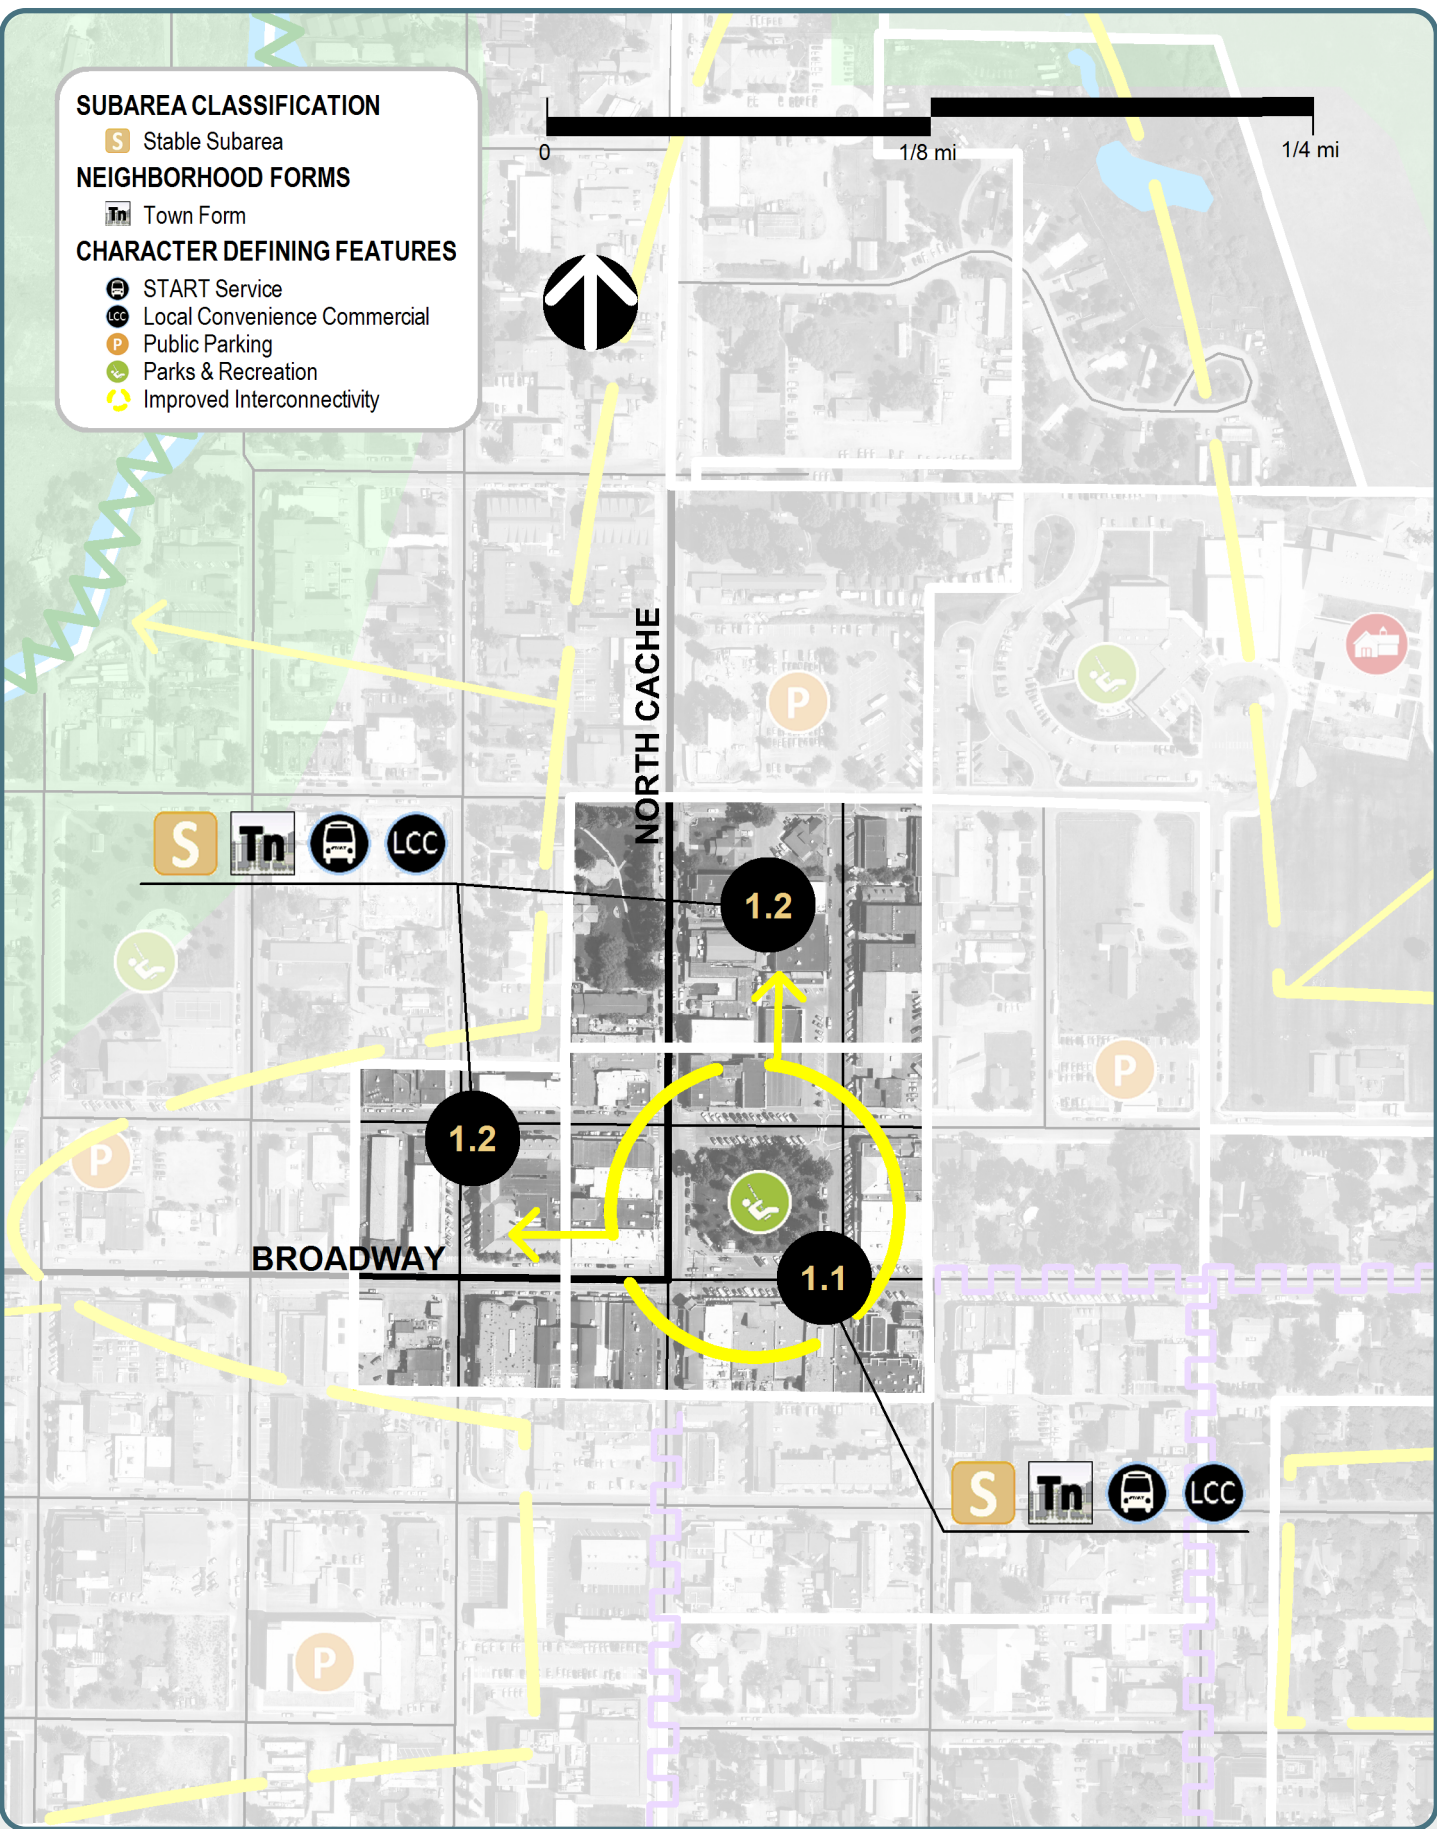 SUBAREA CLASSIFICATION
S Stable Subarea
NEIGHBORHOOD FORMS
Tn Town Form
CHARACTER DEFINING FEATURES
START Service
LCC Local Convenience Commercial
P Public Parking
Parks & Recreation
Improved Interconnectivity
0 1/8 mi 1/4 mi
NORTH CACHE
P
S Tn LCC
1.2
P
1.2
P
BROADWAY
1.1
S Tn LCC
P